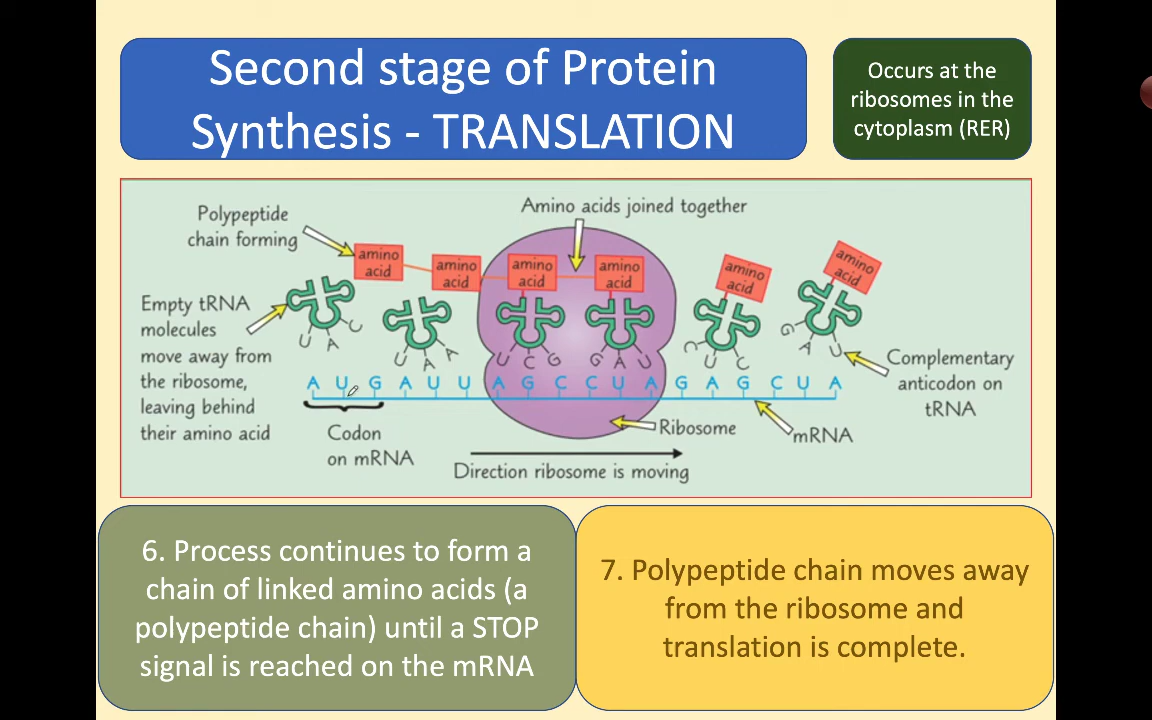 Second stage of Protein
Synthesis - TRANSLATION
Occurs at the
ribosomes in the
cytoplasm (RER)
Polypeptide
chain forming
Amino acids joined together
amino
acid
amino
acid
amino
acid
amino
acid
amino
acid
amino
acid
Empty tRNA
molecules
move away from
the ribosome,
leaving behind
their amino acid
U A C
U A A
U C G
G A U
C U C
G A U
A U G A U U A G C C U A G A G C U A
Complementary
anticodon on
tRNA
Codon
on mRNA
Ribosome
mRNA
Direction ribosome is moving
6. Process continues to form a
chain of linked amino acids (a
polypeptide chain) until a STOP
signal is reached on the mRNA
7. Polypeptide chain moves away
from the ribosome and
translation is complete.